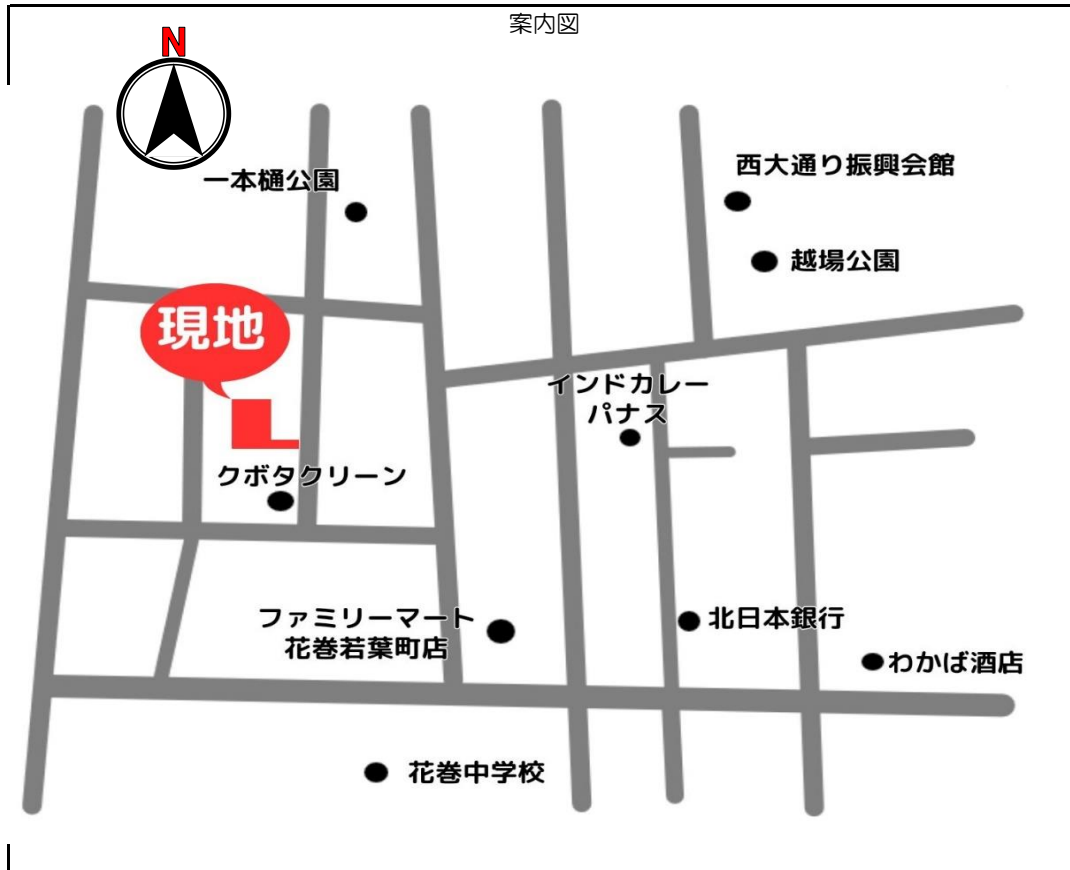 案内図
N
一本樋公園
西大通り振興会館
越場公園
現地
インドカレー
パナス
クボタクリーン
ファミリーマート
花巻若葉町店
北日本銀行
わかば酒店
花巻中学校